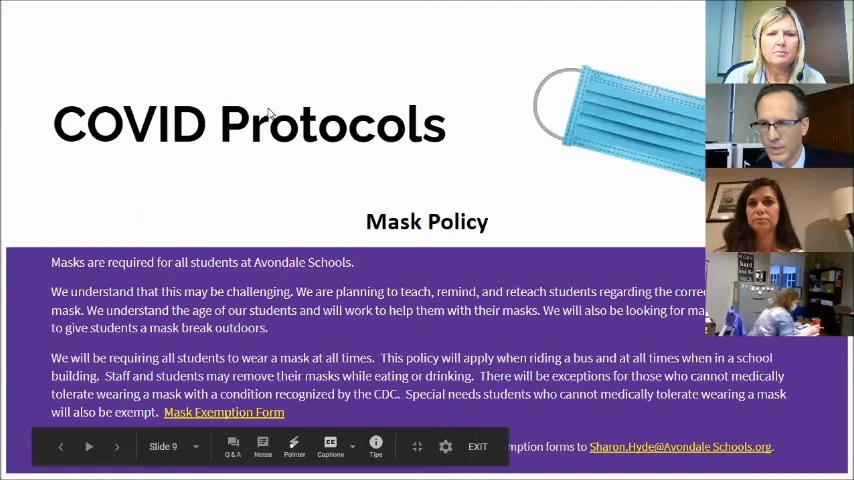 COVID Protocols
Mask Policy
Masks are required for all students at Avondale Schools.
We understand that this may be challenging. We are planning to teach, remind, and reteach students regarding the
mask. We understand the age of our students and will work to help them with their masks. We will also be looking for
to give students a mask break outdoors.
We will be requiring all students to wear a mask at all times. This policy will apply when riding a bus and at all times when in a school
building. Staff and students may remove their masks while eating or drinking. There will be exceptions for those who cannot medically
tolerate wearing a mask with a condition recognized by the CDC. Special needs students who cannot medically tolerate wearing a mask
will also be exempt. Mask Exemption Form
mption forms to Sharon.Hyde@Avondale Schools.org.
Slide 9
Q & A
Notes
Pointer
Captions
Tips
EXIT